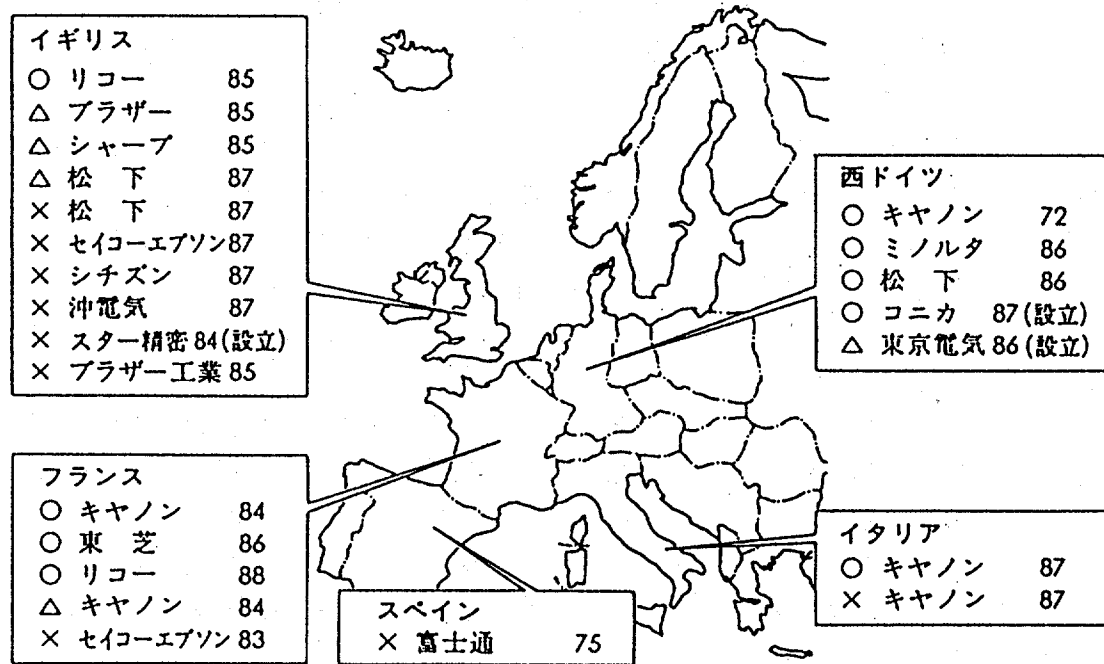 イギリス
○ リコー 85
△ ブラザー 85
△ シャープ 85
△ 松 下 87
× 松 下 87
× セイコーエプソン 87
× シチズン 87
× 沖電気 87
× スター精密 84(設立)
× ブラザー工業 85
西ドイツ
○ キヤノン 72
○ ミノルタ 86
○ 松 下 86
○ コニカ 87(設立)
△ 東京電気 86(設立)
フランス
○ キヤノン 84
○ 東 芝 86
○ リコー 88
△ キヤノン 84
× セイコーエプソン 83
スペイン
× 富士通 75
イタリア
○ キヤノン 87
× キヤノン 87